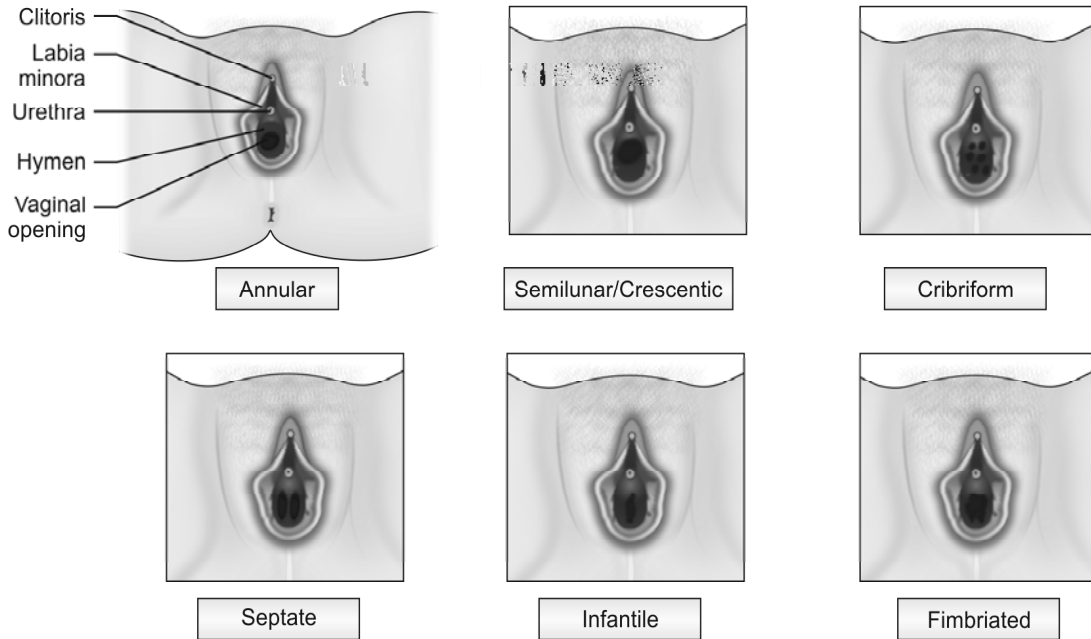 Clitoris
Labia
minora
Urethra
Hymen
Vaginal
opening
Annular
Semilunar/Crescentic
Cribriform
Septate
Infantile
Fimbriated